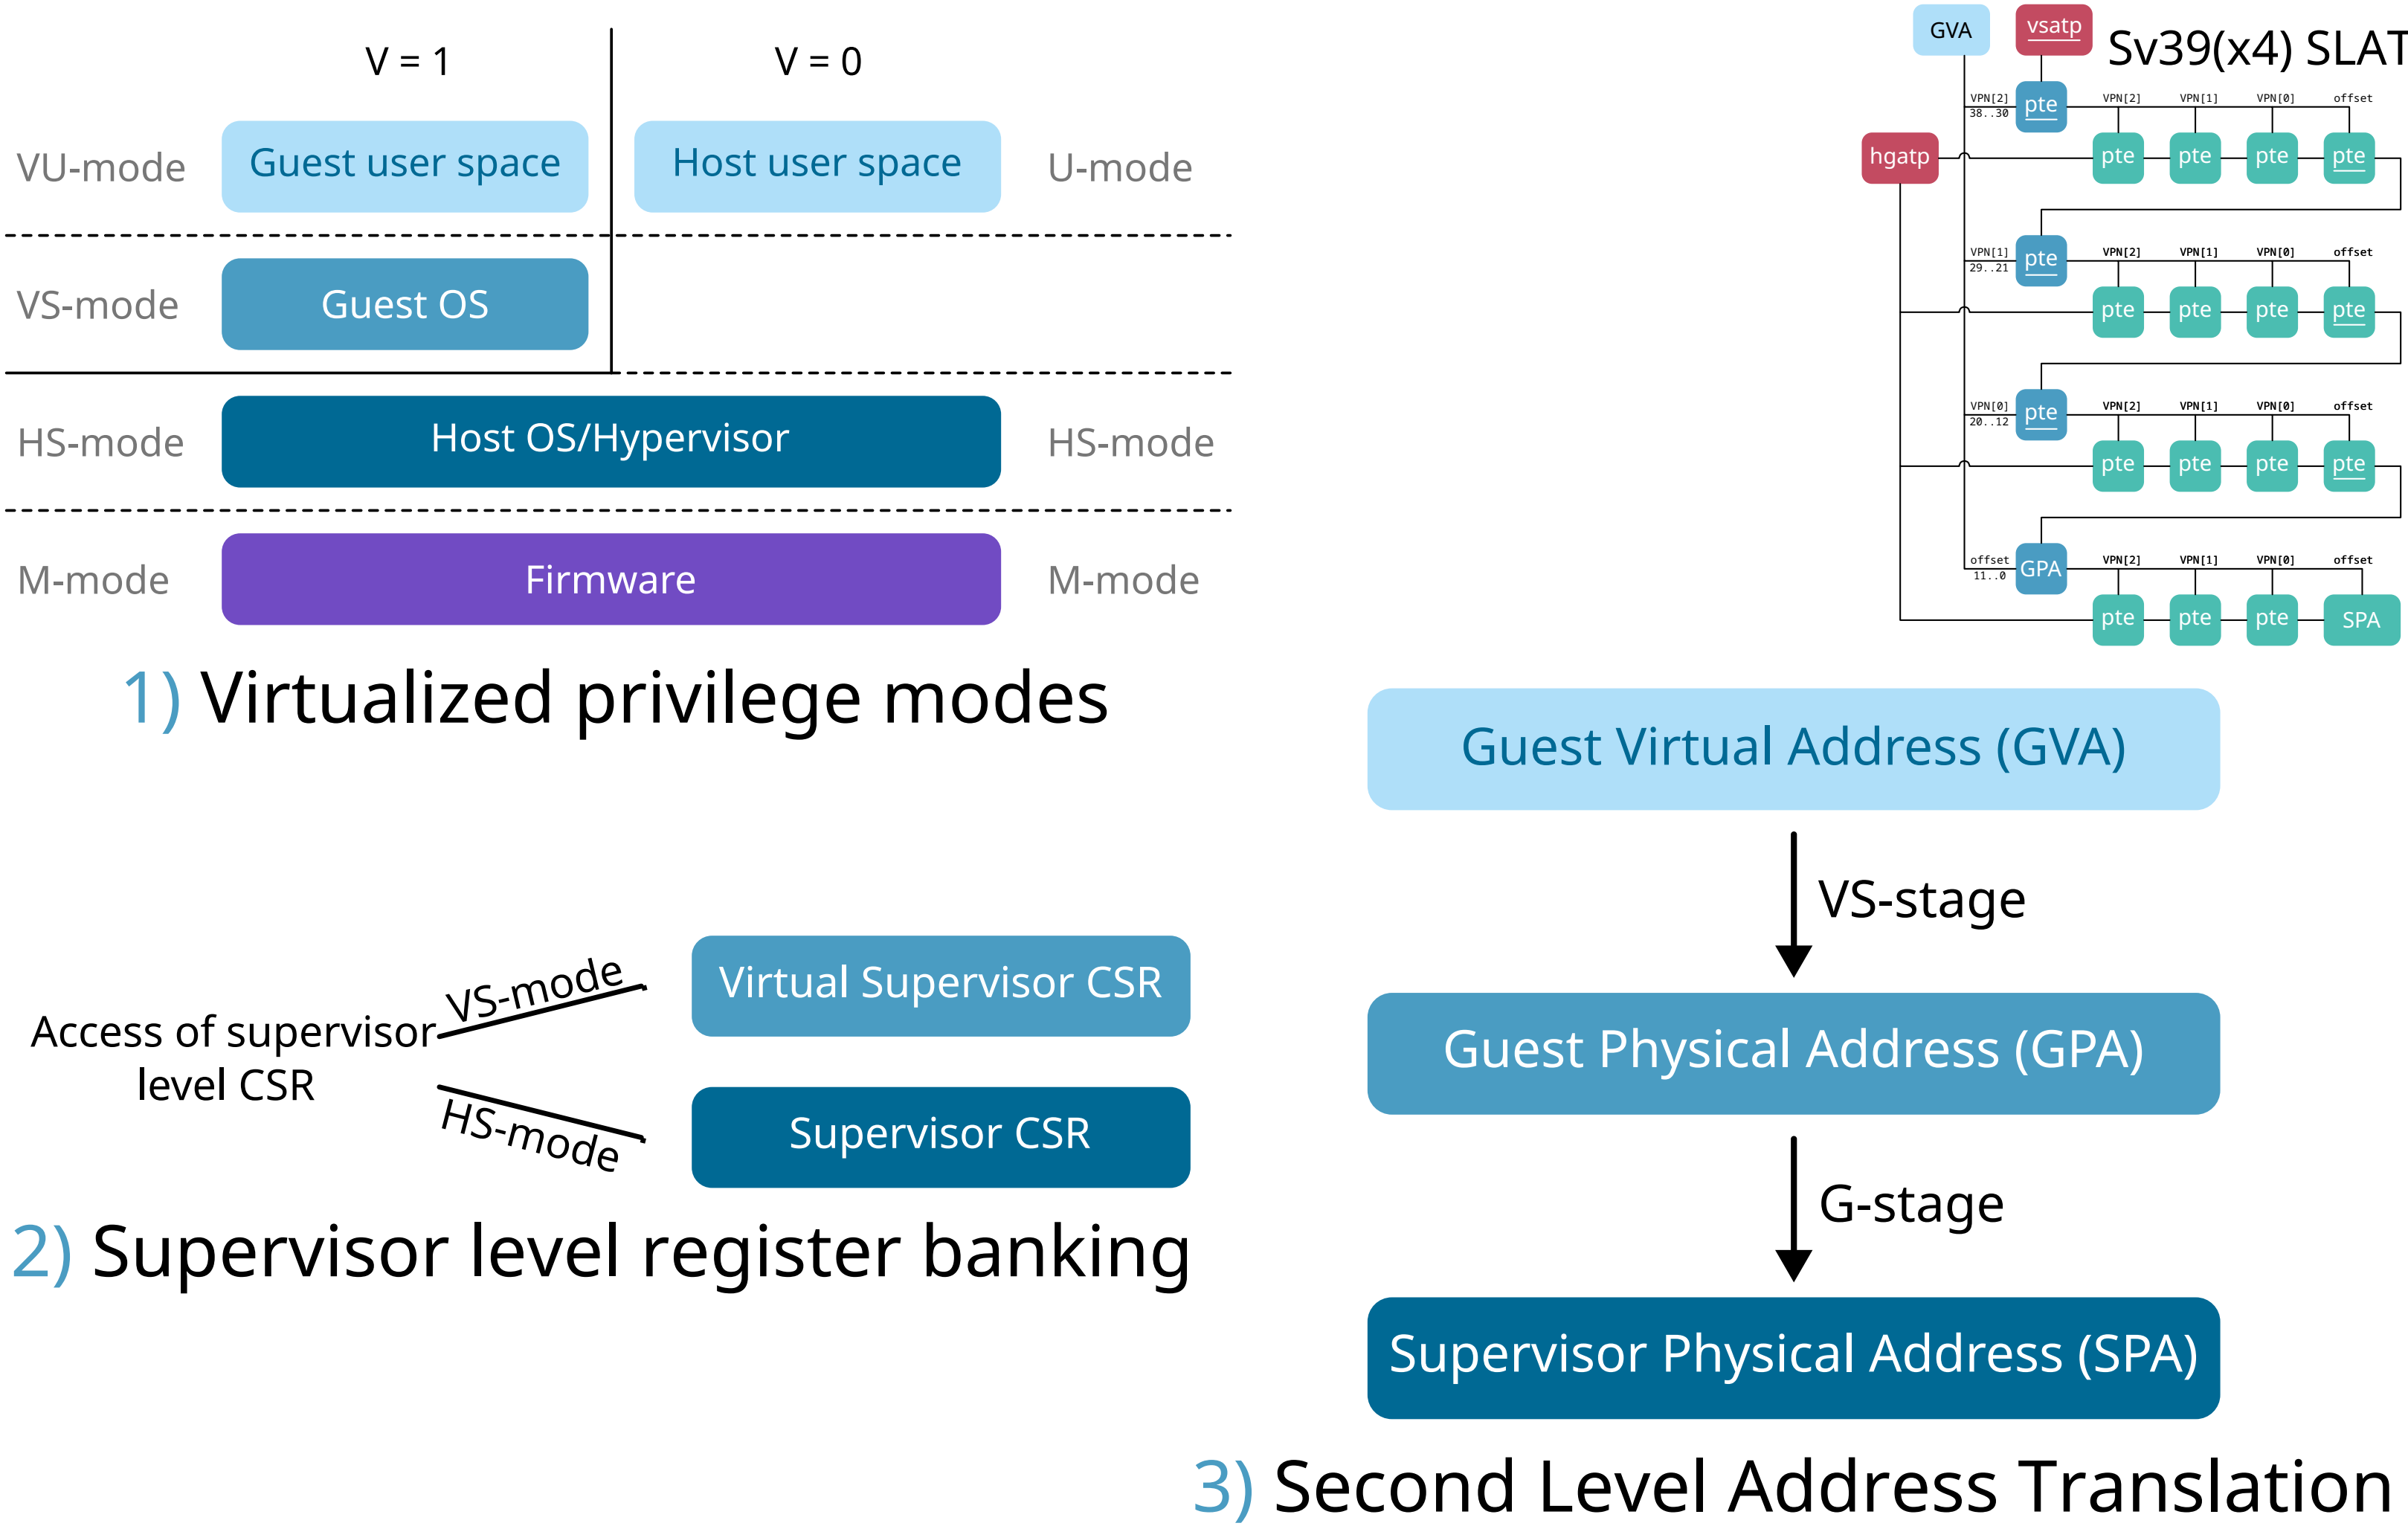 V = 1
V = 0
VU-mode
Guest user space
Host user space
U-mode
VS-mode
Guest OS
HS-mode
Host OS/Hypervisor
HS-mode
M-mode
Firmware
M-mode
1) Virtualized privilege modes
Access of supervisor
level CSR
VS-mode
HS-mode
Virtual Supervisor CSR
Supervisor CSR
2) Supervisor level register banking
GVA
vsatp
Sv39(x4) SLAT
VPN[2]
38..30
pte
VPN[2]
VPN[1]
VPN[0]
offset
hgatp
pte
pte
pte
pte
VPN[1]
29..21
pte
VPN[2]
VPN[1]
VPN[0]
offset
pte
pte
pte
pte
VPN[0]
20..12
pte
VPN[2]
VPN[1]
VPN[0]
offset
pte
pte
pte
pte
offset
11..0
GPA
VPN[2]
VPN[1]
VPN[0]
offset
pte
pte
pte
SPA
Guest Virtual Address (GVA)
VS-stage
Guest Physical Address (GPA)
G-stage
Supervisor Physical Address (SPA)
3) Second Level Address Translation